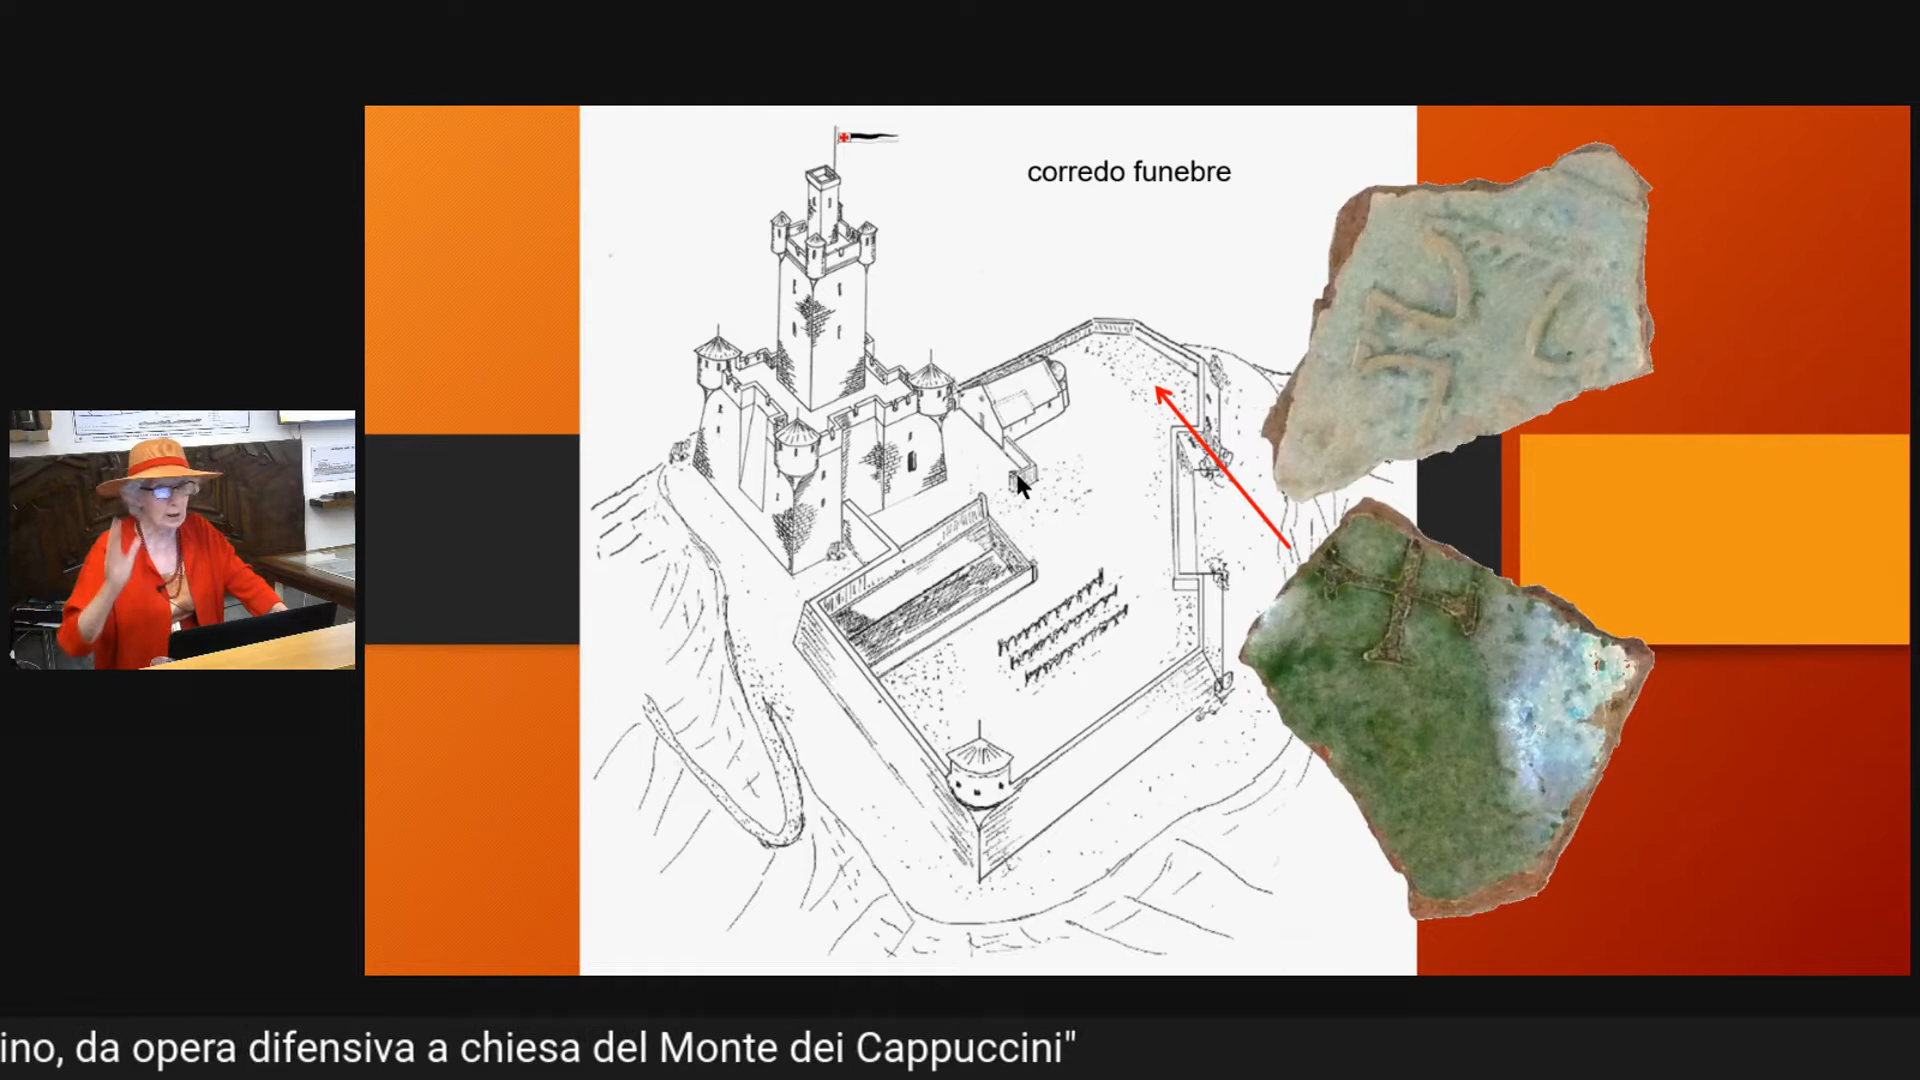 corredo funebre
ino, da opera difensiva a chiesa del Monte dei Cappuccini"